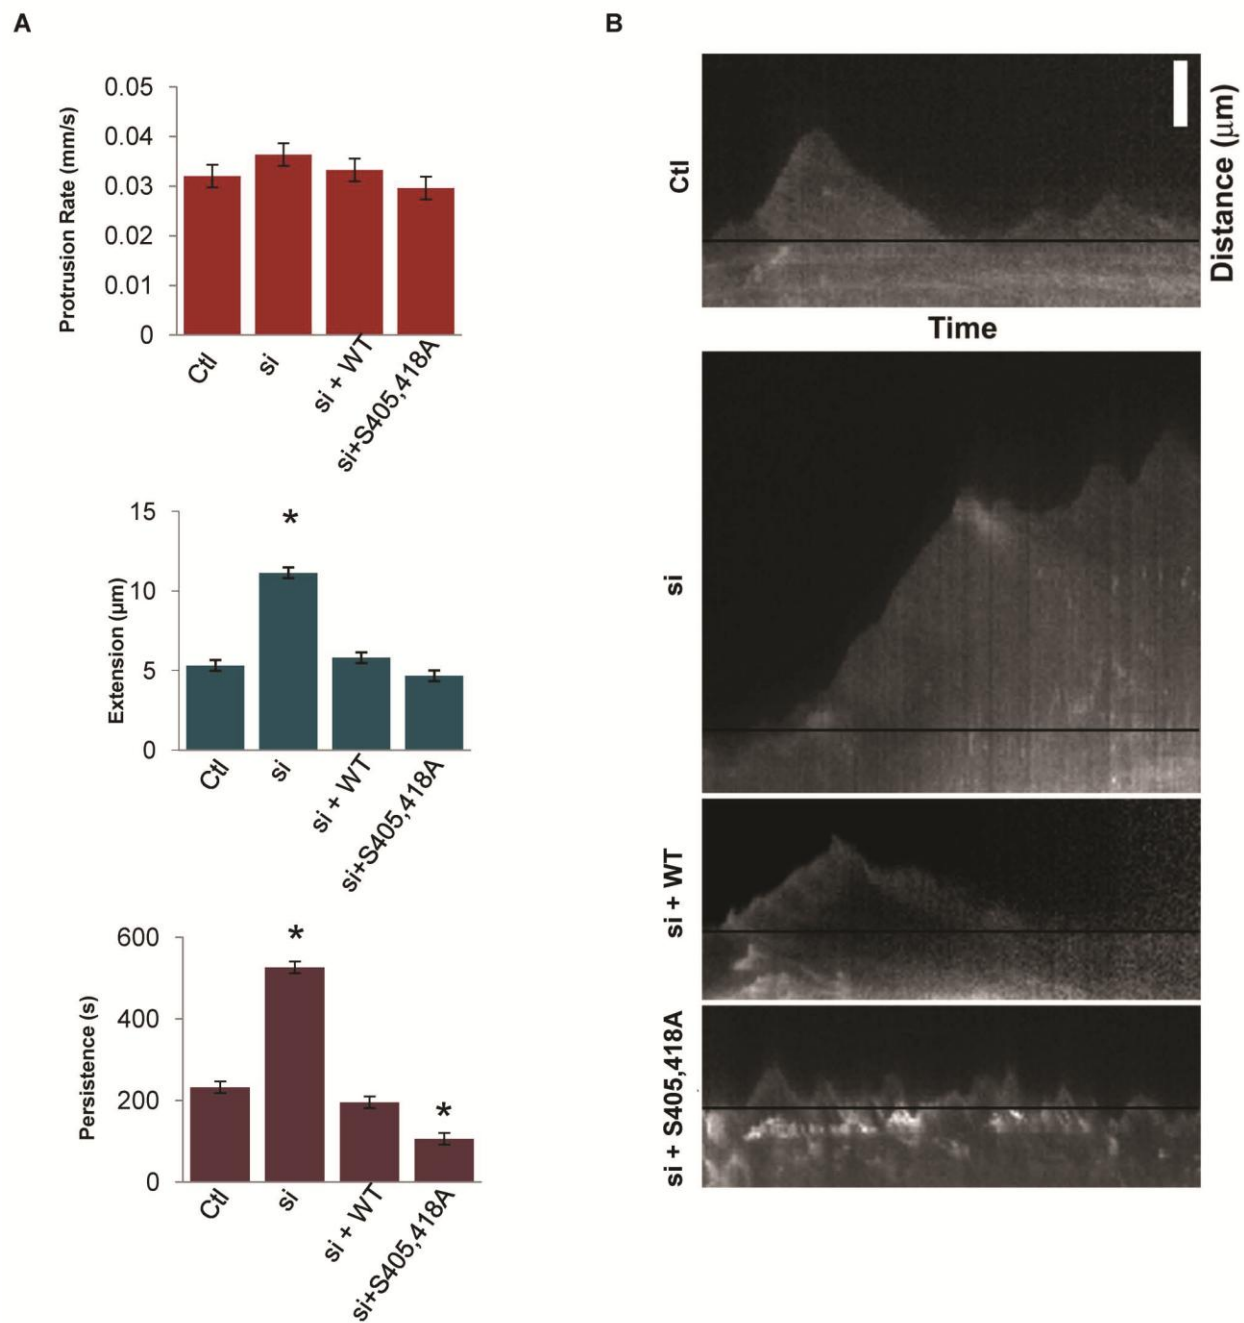 A
B
0.05
0.04
0.03
0.02
0.01
0
Protrusion Rate (mm/s)
Ctl
si
si + WT
si+S405,418A
15
10
5
0
Extension (µm)
Ctl
si
si + WT
si+S405,418A
*
600
400
200
0
Persistence (s)
Ctl
si
si + WT
si+S405,418A
*
*
Ctl
Distance (µm)
Time
si
si + WT
si + S405,418A